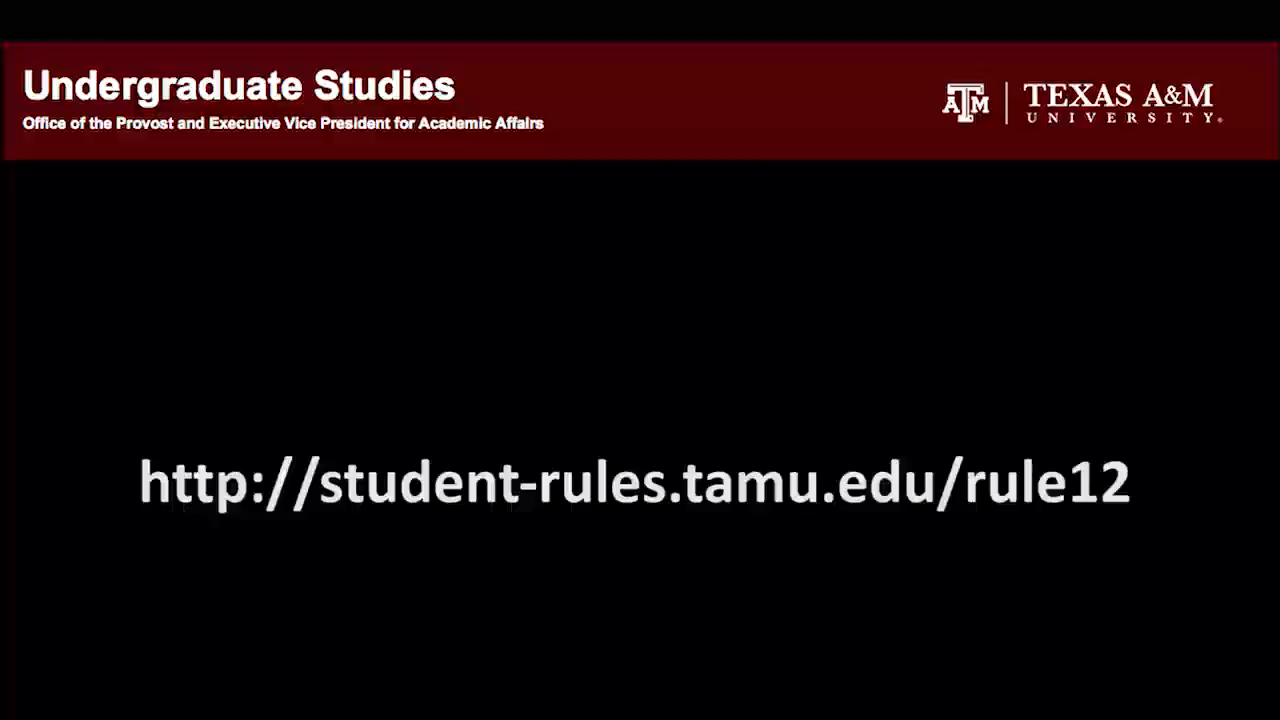 Undergraduate Studies
Office of the Provost and Executive Vice President for Academic Affairs
ATM
TEXAS A&M
UNIVERSITY.
http://student-rules.tamu.edu/rule12